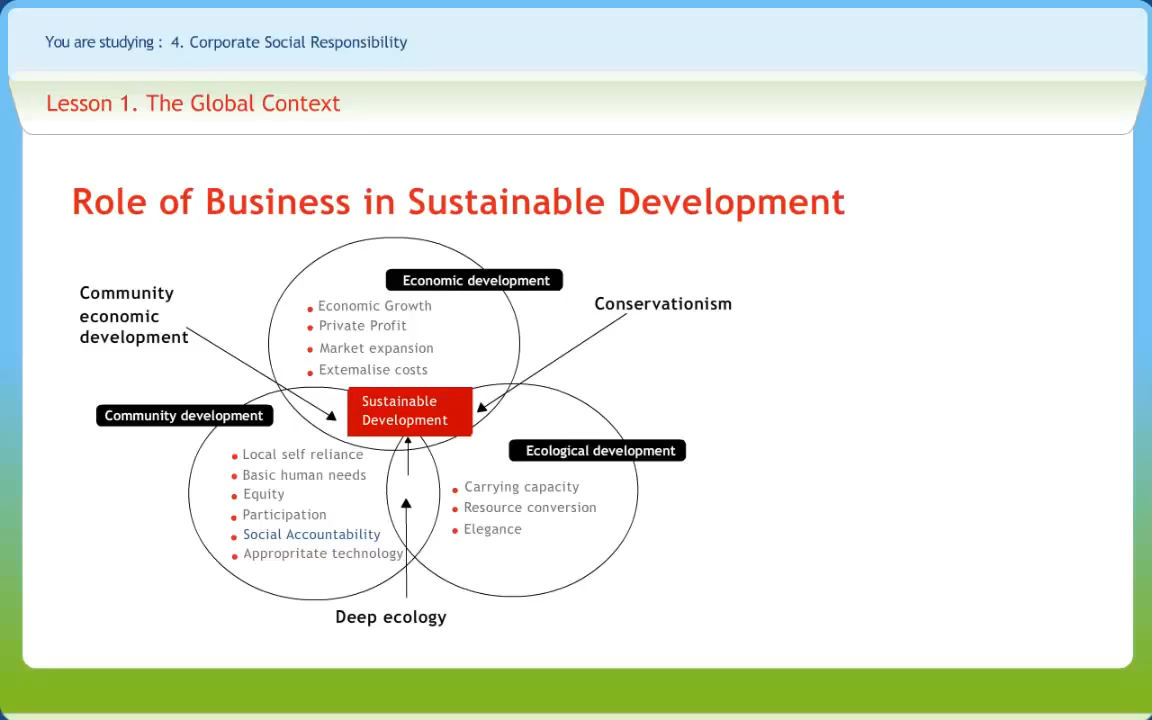 You are studying : 4. Corporate Social Responsibility
Lesson 1. The Global Context
Role of Business in Sustainable Development
Economic development
Economic Growth
Private Profit
Market expansion
Extemalise costs
Community
economic
development
Conservationism
Sustainable
Development
Community development
Local self reliance
Basic human needs
Equity
Participation
Social Accountability
Appropritate technology
Ecological development
Carrying capacity
Resource conversion
Elegance
Deep ecology